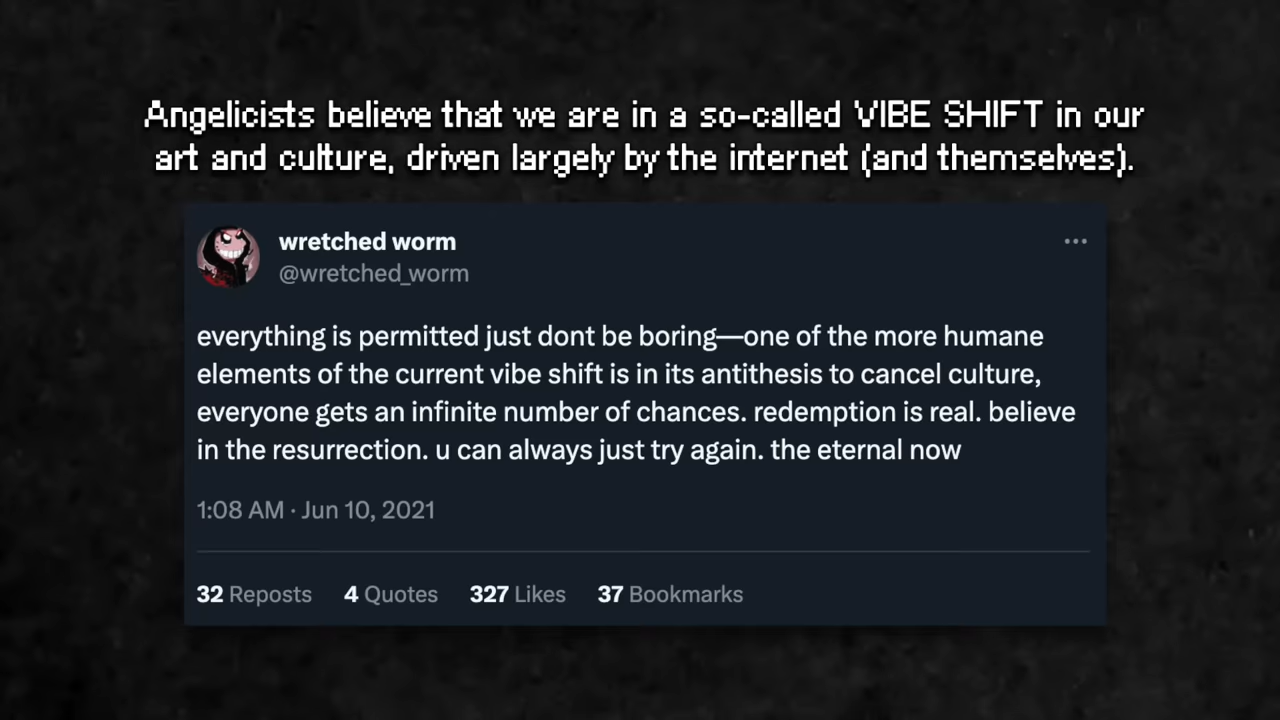 Angelicists believe that we are in a so-called VIBE SHIFT in our
art and culture, driven largely by the internet (and themselves).
wretched worm
@wretched_worm
everything is permitted just dont be boring—one of the more humane
elements of the current vibe shift is in its antithesis to cancel culture,
everyone gets an infinite number of chances. redemption is real. believe
in the resurrection. u can always just try again. the eternal now
1:08 AM · Jun 10, 2021
32 Reposts 4 Quotes 327 Likes 37 Bookmarks